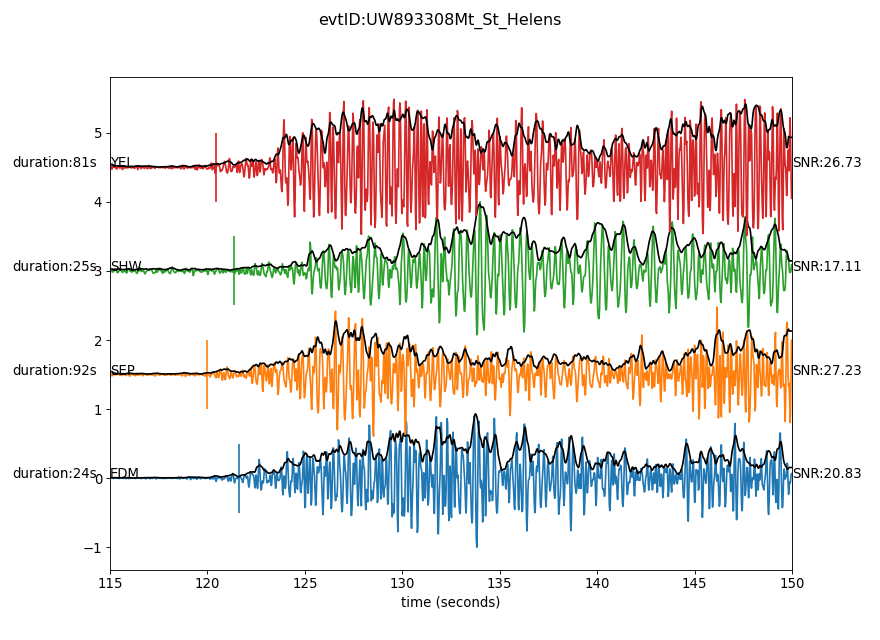 evtID:UW893308Mt_St_Helens
5
duration:81s YEL SNR:26.73
4
duration:25s SHW SNR:17.11
3
2
duration:92s SEP SNR:27.23
1
duration:24s EDM SNR:20.83
0
−1
115 120 125 130 135 140 145 150
time (seconds)